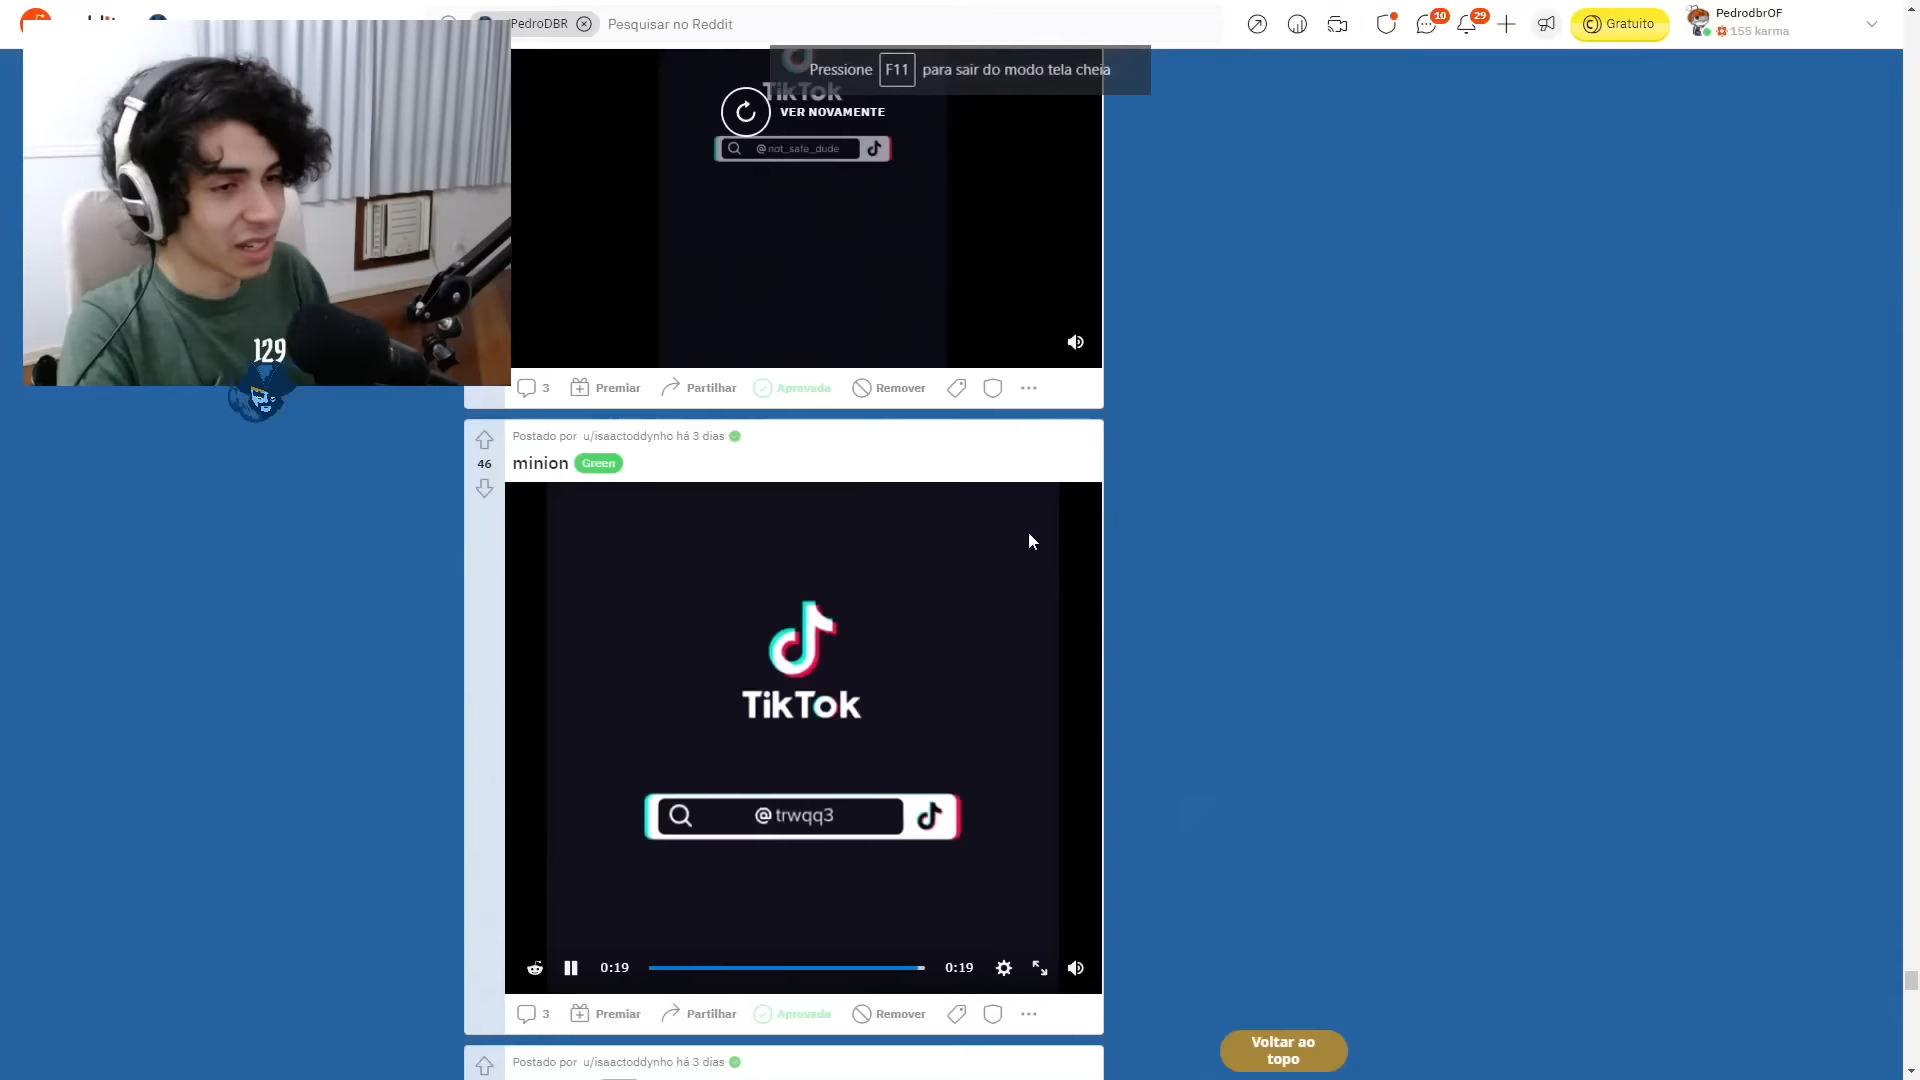 PedroDBR
Pesquisar no Reddit
10
29
Gratuito
PedrodbrOF
155 karma
Pressione F11 para sair do modo tela cheia
TikTok
VER NOVAMENTE
@not_safe_dude
129
3 Premiar Partilhar Aprovada Remover
Postado por u/isaactoddynho há 3 dias
46
minion Green
TikTok
@trwqq3
0:19
0:19
3 Premiar Partilhar Aprovada Remover
Postado por u/isaactoddynho há 3 dias
Voltar ao
topo